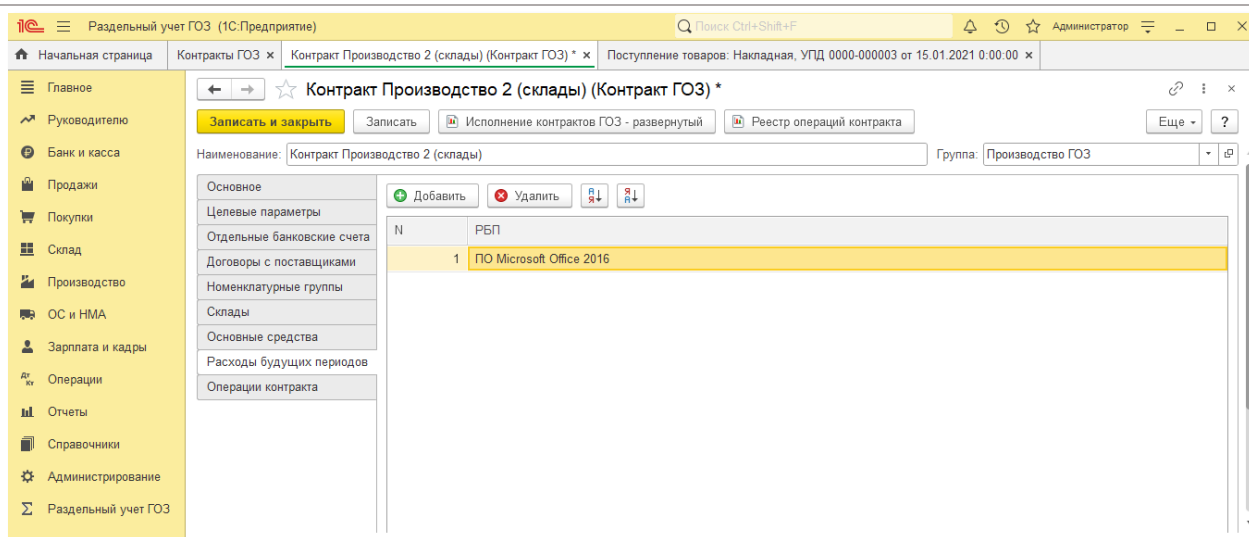 1С Раздельный учет ГОЗ (1С:Предприятие) Поиск Ctrl+Shift+F Администратор
Начальная страница Контракты ГОЗ × Контракт Производство 2 (склады) (Контракт ГОЗ) * × Поступление товаров: Накладная, УПД 0000-000003 от 15.01.2021 0:00:00 ×
Главное
Руководителю
Банк и касса
Продажи
Покупки
Склад
Производство
ОС и НМА
Зарплата и кадры
Дт Кт Операции
Отчеты
Справочники
Администрирование
Раздельный учет ГОЗ
Контракт Производство 2 (склады) (Контракт ГОЗ) *
Записать и закрыть Записать Исполнение контрактов ГОЗ - развернутый Реестр операций контракта Еще ?
Наименование: Контракт Производство 2 (склады) Группа: Производство ГОЗ
Основное
Целевые параметры
Отдельные банковские счета
Договоры с поставщиками
Номенклатурные группы
Склады
Основные средства
Расходы будущих периодов
Операции контракта
Добавить Удалить
N РБП
1 ПО Microsoft Office 2016